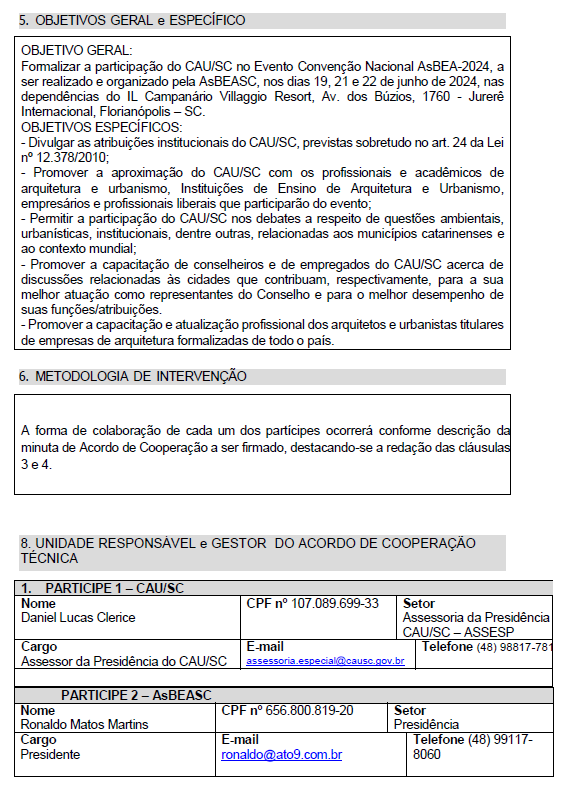 5. OBJETIVOS GERAL e ESPECÍFICO
OBJETIVO GERAL:
Formalizar a participação do CAU/SC no Evento Convenção Nacional AsBEA-2024, a
ser realizado e organizado pela AsBEASC, nos dias 19, 21 e 22 de junho de 2024, nas
dependências do IL Campanário Villaggio Resort, Av. dos Búzios, 1760 - Jurerê
Internacional, Florianópolis – SC.
OBJETIVOS ESPECÍFICOS:
- Divulgar as atribuições institucionais do CAU/SC, previstas sobretudo no art. 24 da Lei
nº 12.378/2010;
- Promover a aproximação do CAU/SC com os profissionais e acadêmicos de
arquitetura e urbanismo, Instituições de Ensino de Arquitetura e Urbanismo,
empresários e profissionais liberais que participarão do evento;
- Permitir a participação do CAU/SC nos debates a respeito de questões ambientais,
urbanísticas, institucionais, dentre outras, relacionadas aos municípios catarinenses e
ao contexto mundial;
- Promover a capacitação de conselheiros e de empregados do CAU/SC acerca de
discussões relacionadas às cidades que contribuam, respectivamente, para a sua
melhor atuação como representantes do Conselho e para o melhor desempenho de
suas funções/atribuições.
- Promover a capacitação e atualização profissional dos arquitetos e urbanistas titulares
de empresas de arquitetura formalizadas de todo o país.
6. METODOLOGIA DE INTERVENÇÃO
A forma de colaboração de cada um dos partícipes ocorrerá conforme descrição da
minuta de Acordo de Cooperação a ser firmado, destacando-se a redação das cláusulas
3 e 4.
8. UNIDADE RESPONSÁVEL e GESTOR DO ACORDO DE COOPERAÇÃO
TÉCNICA
1. PARTICIPE 1 – CAU/SC
Nome CPF nº 107.089.699-33 Setor
Daniel Lucas Clerice Assessoria da Presidência
CAU/SC – ASSESP
Cargo E-mail Telefone (48) 98817-781
Assessor da Presidência do CAU/SC assessoria.especial@causc.gov.br
PARTICIPE 2 – AsBEASC
Nome CPF nº 656.800.819-20 Setor
Ronaldo Matos Martins Presidência
Cargo E-mail Telefone (48) 99117-
Presidente ronaldo@ato9.com.br 8060